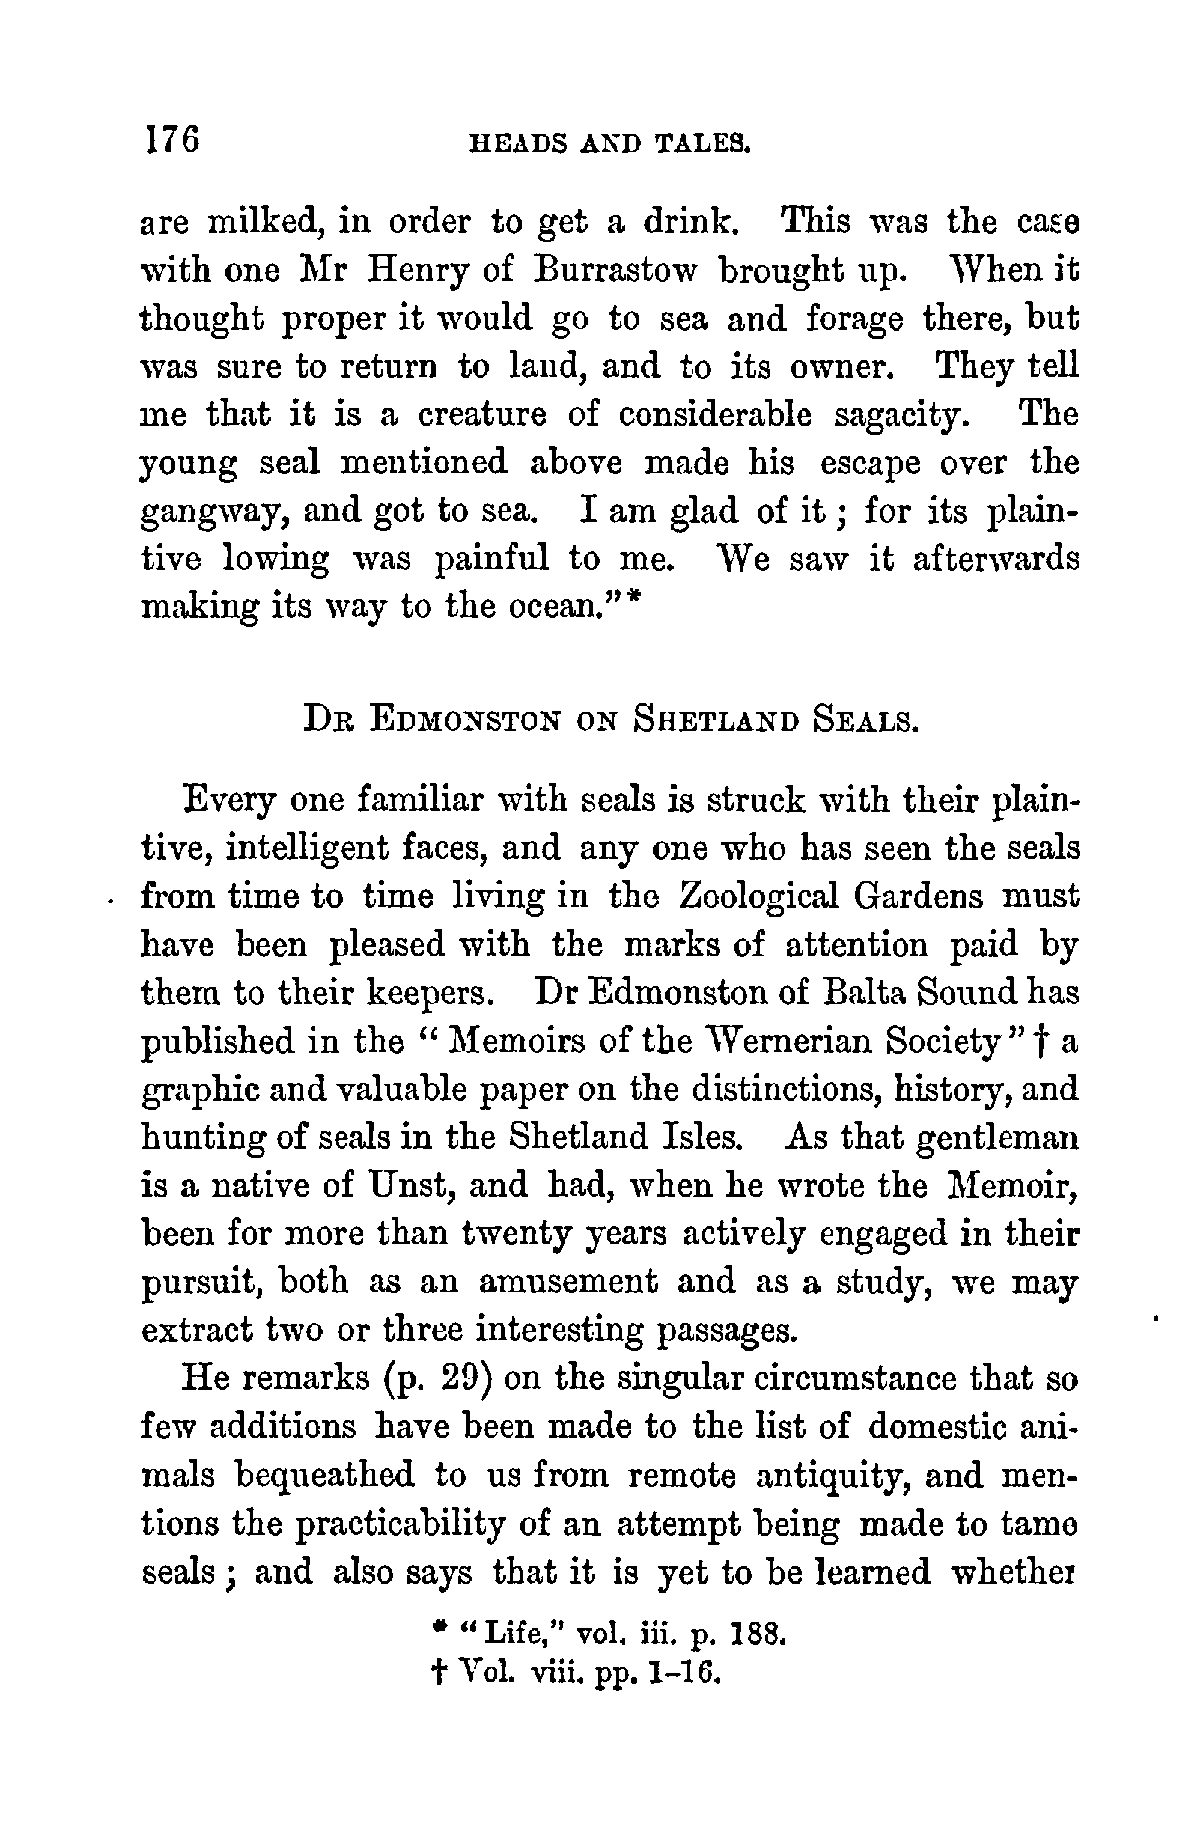 176 HEADS AND TALES.
are milked, in order to get a drink. This was the case
with one Mr Henry of Burrastow brought up. When it
thought proper it would go to sea and forage there, but
was sure to return to land, and to its owner. They tell
me that it is a creature of considerable sagacity. The
young seal mentioned above made his escape over the
gangway, and got to sea. I am glad of it; for its plain-
tive lowing was painful to me. We saw it afterwards
making its way to the ocean."*
DR EDMONSTON ON SHETLAND SEALS.
Every one familiar with seals is struck with their plain-
tive, intelligent faces, and any one who has seen the seals
from time to time living in the Zoological Gardens must
have been pleased with the marks of attention paid by
them to their keepers. Dr Edmonston of Balta Sound has
published in the "Memoirs of the Wernerian Society"† a
graphic and valuable paper on the distinctions, history, and
hunting of seals in the Shetland Isles. As that gentleman
is a native of Unst, and had, when he wrote the Memoir,
been for more than twenty years actively engaged in their
pursuit, both as an amusement and as a study, we may
extract two or three interesting passages.
He remarks (p. 29) on the singular circumstance that so
few additions have been made to the list of domestic ani-
mals bequeathed to us from remote antiquity, and men-
tions the practicability of an attempt being made to tame
seals; and also says that it is yet to be learned whether
* "Life," vol. iii. p. 188.
† Vol. viii. pp. 1-16.